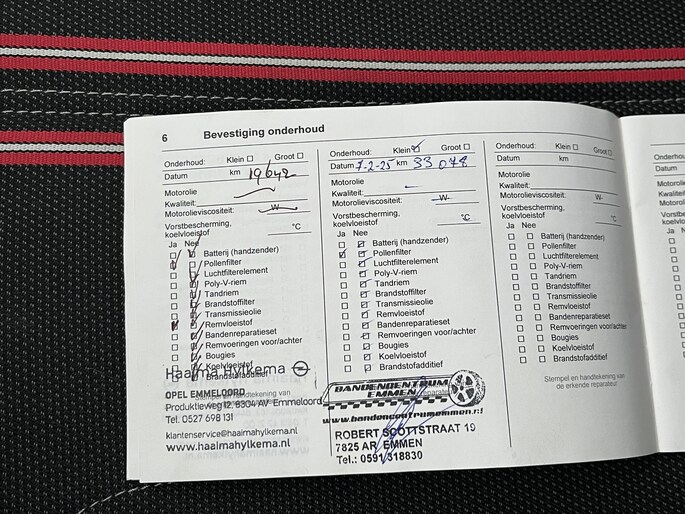 6 Bevestiging onderhoud
Onderhoud: Klein ☐ Groot ☐
Datum km 19642
Motorolie
Kwaliteit:
Motorolieviscositeit: W-
Vorstbescherming,
koelvloeistof °C
Ja Nee
Batterij (handzender)
Pollenfilter
Luchtfilterelement
Poly-V-riem
Tandriem
Brandstoffilter
Transmissieolie
Remvloeistof
Bandenreparatieset
Remvoeringen voor/achter
Bougies
Koelvloeistof
Brandstofadditief
Haaima Hylkema
OPEL EMMELOORD
Produktieweg 12, 8304 AV Emmeloord
Tel. 0527 698 131
klantenservice@haaimahylkema.nl
www.haaimahylkema.nl
Onderhoud: Klein ☑ Groot ☐
Datum 7-2-25 km 33 078
Motorolie
Kwaliteit:
Motorolieviscositeit: W-
Vorstbescherming,
koelvloeistof °C
Ja Nee
Batterij (handzender)
Pollenfilter
Luchtfilterelement
Poly-V-riem
Tandriem
Brandstoffilter
Transmissieolie
Remvloeistof
Bandenreparatieset
Remvoeringen voor/achter
Bougies
Koelvloeistof
Brandstofadditief
BANDENCENTRUM
EMMEN
www.bandencentrumemmen.nl
ROBERT SCOTTSTRAAT 19
7825 AR EMMEN
Tel.: 0591 318830
Onderhoud: Klein ☐ Groot ☐
Datum km
Motorolie
Kwaliteit:
Motorolieviscositeit: W-
Vorstbescherming,
koelvloeistof °C
Ja Nee
Batterij (handzender)
Pollenfilter
Luchtfilterelement
Poly-V-riem
Tandriem
Brandstoffilter
Transmissieolie
Remvloeistof
Bandenreparatieset
Remvoeringen voor/achter
Bougies
Koelvloeistof
Brandstofadditief
Stempel en handtekening van
de erkende reparateur.